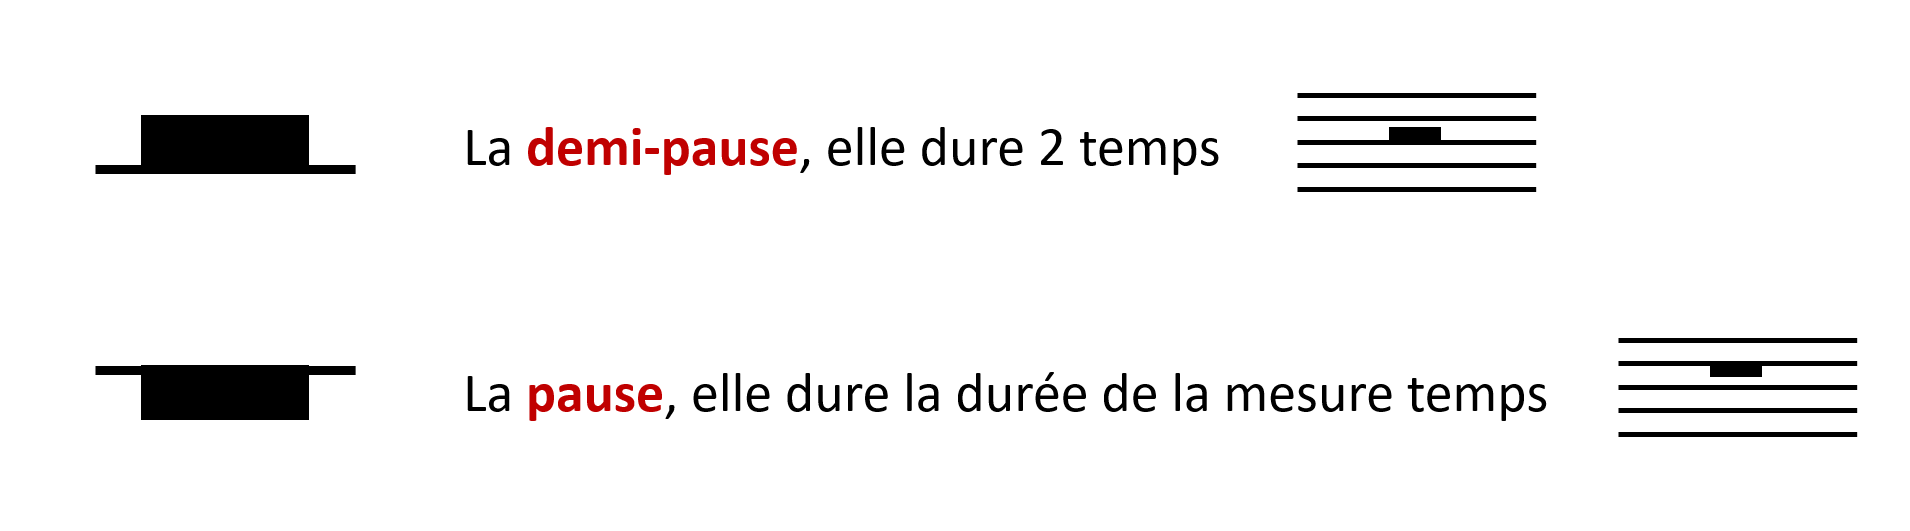 La demi-pause, elle dure 2 temps
La pause, elle dure la durée de la mesure temps